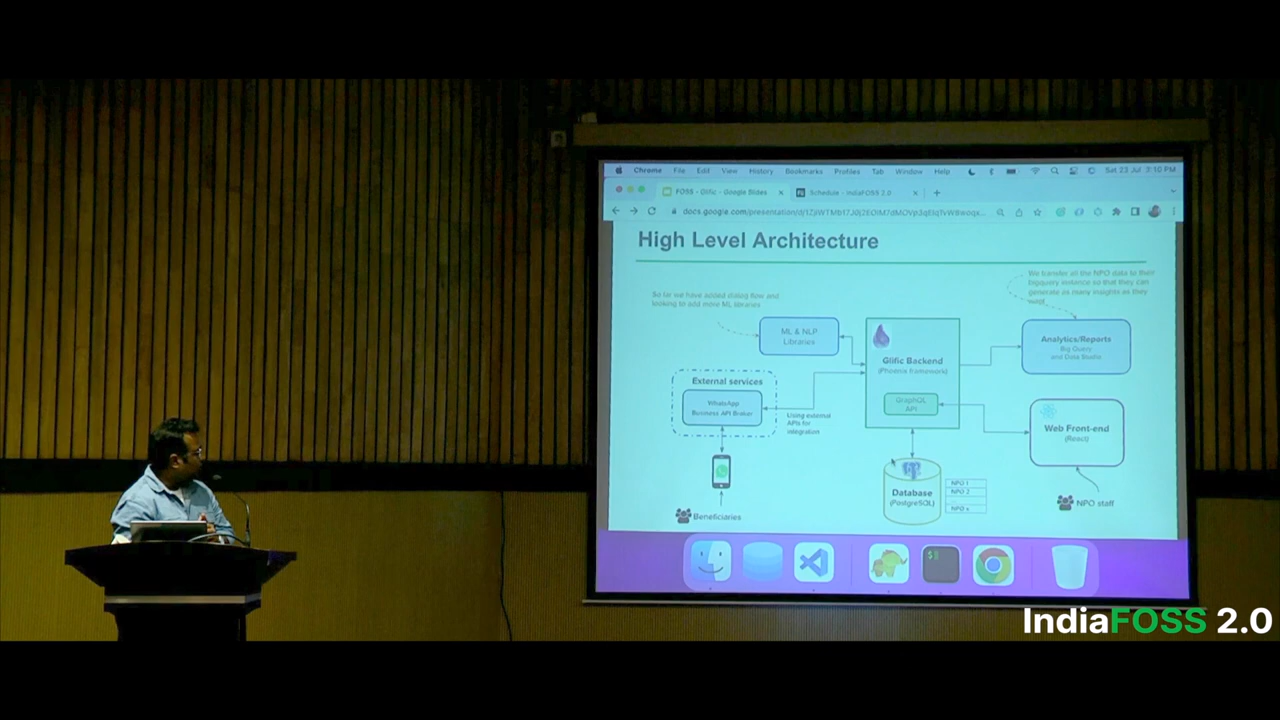 Chrome File Edit View History Bookmarks Profiles Tab Window Help Sat 23 Jul 3:10 PM
FOSS - Glific - Google Slides Schedule - IndiaFOSS 2.0
High Level Architecture
We transfer all the NPO data to their
bigquery instance so that they can
generate as many insights as they
want
So far we have added dialog flow and
looking to add more ML libraries
ML & NLP
Libraries
Glific Backend
(Phoenix framework)
GraphQL
API
Analytics/Reports
Big Query
and Data Studio
External services
WhatsApp
Business API Broker
Using external
APIs for
integration
Web Front-end
(React)
Database
(PostgreSQL)
NPO 1
NPO 2
NPO x
Beneficiaries
NPO staff
IndiaFOSS 2.0